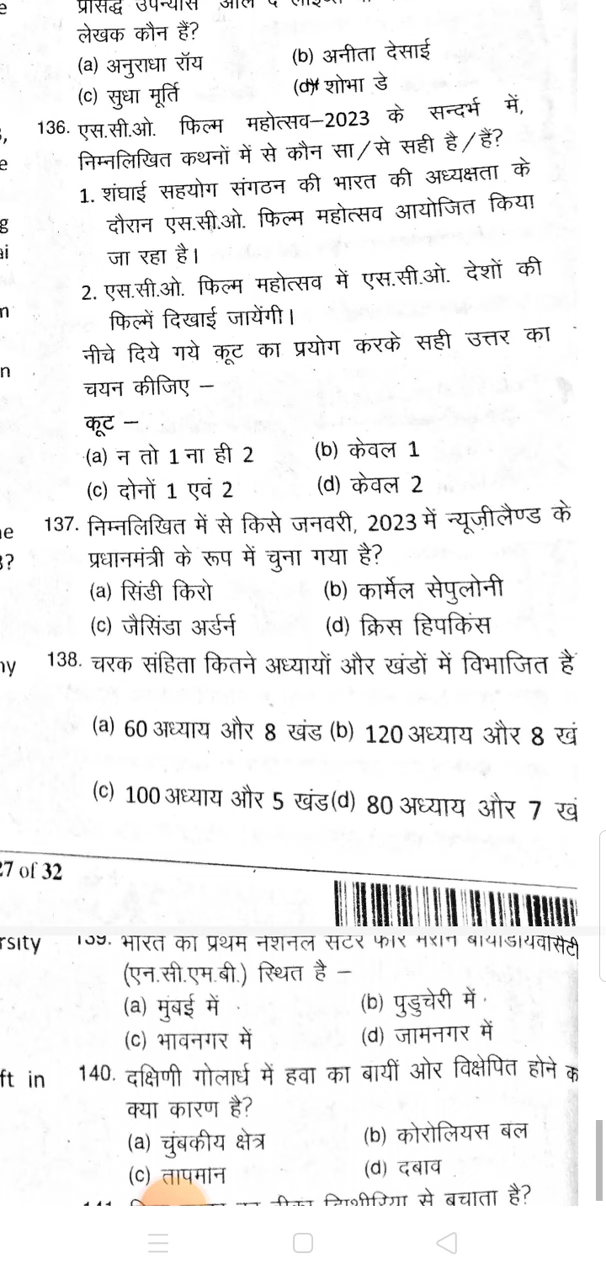 e
लेखक कौन हैं?
(a) अनुराधा रॉय (b) अनीता देसाई
(c) सुधा मूर्ति (d) शोभा डे
136. एस.सी.ओ. फिल्म महोत्सव–2023 के सन्दर्भ में,
निम्नलिखित कथनों में से कौन सा/से सही है/हैं?
1. शंघाई सहयोग संगठन की भारत की अध्यक्षता के
दौरान एस.सी.ओ. फिल्म महोत्सव आयोजित किया
जा रहा है।
2. एस.सी.ओ. फिल्म महोत्सव में एस.सी.ओ. देशों की
फिल्में दिखाई जायेंगी।
नीचे दिये गये कूट का प्रयोग करके सही उत्तर का
चयन कीजिए –
कूट –
(a) न तो 1 ना ही 2 (b) केवल 1
(c) दोनों 1 एवं 2 (d) केवल 2
137. निम्नलिखित में से किसे जनवरी, 2023 में न्यूज़ीलैण्ड के
प्रधानमंत्री के रूप में चुना गया है?
(a) सिंडी किरो (b) कार्मेल सेपुलोनी
(c) जैसिंडा अर्डर्न (d) क्रिस हिपकिंस
138. चरक संहिता कितने अध्यायों और खंडों में विभाजित है
(a) 60 अध्याय और 8 खंड (b) 120 अध्याय और 8 खं
(c) 100 अध्याय और 5 खंड (d) 80 अध्याय और 7 खं
27 of 32
rsity 139. भारत का प्रथम नेशनल सेंटर फॉर मरीन बायोडायवर्सिटी
(एन.सी.एम.बी.) स्थित है –
(a) मुंबई में (b) पुडुचेरी में
(c) भावनगर में (d) जामनगर में
ft in 140. दक्षिणी गोलार्ध में हवा का बायीं ओर विक्षेपित होने क
क्या कारण है?
(a) चुंबकीय क्षेत्र (b) कोरोलियस बल
(c) तापमान (d) दबाव
से बचाता है?